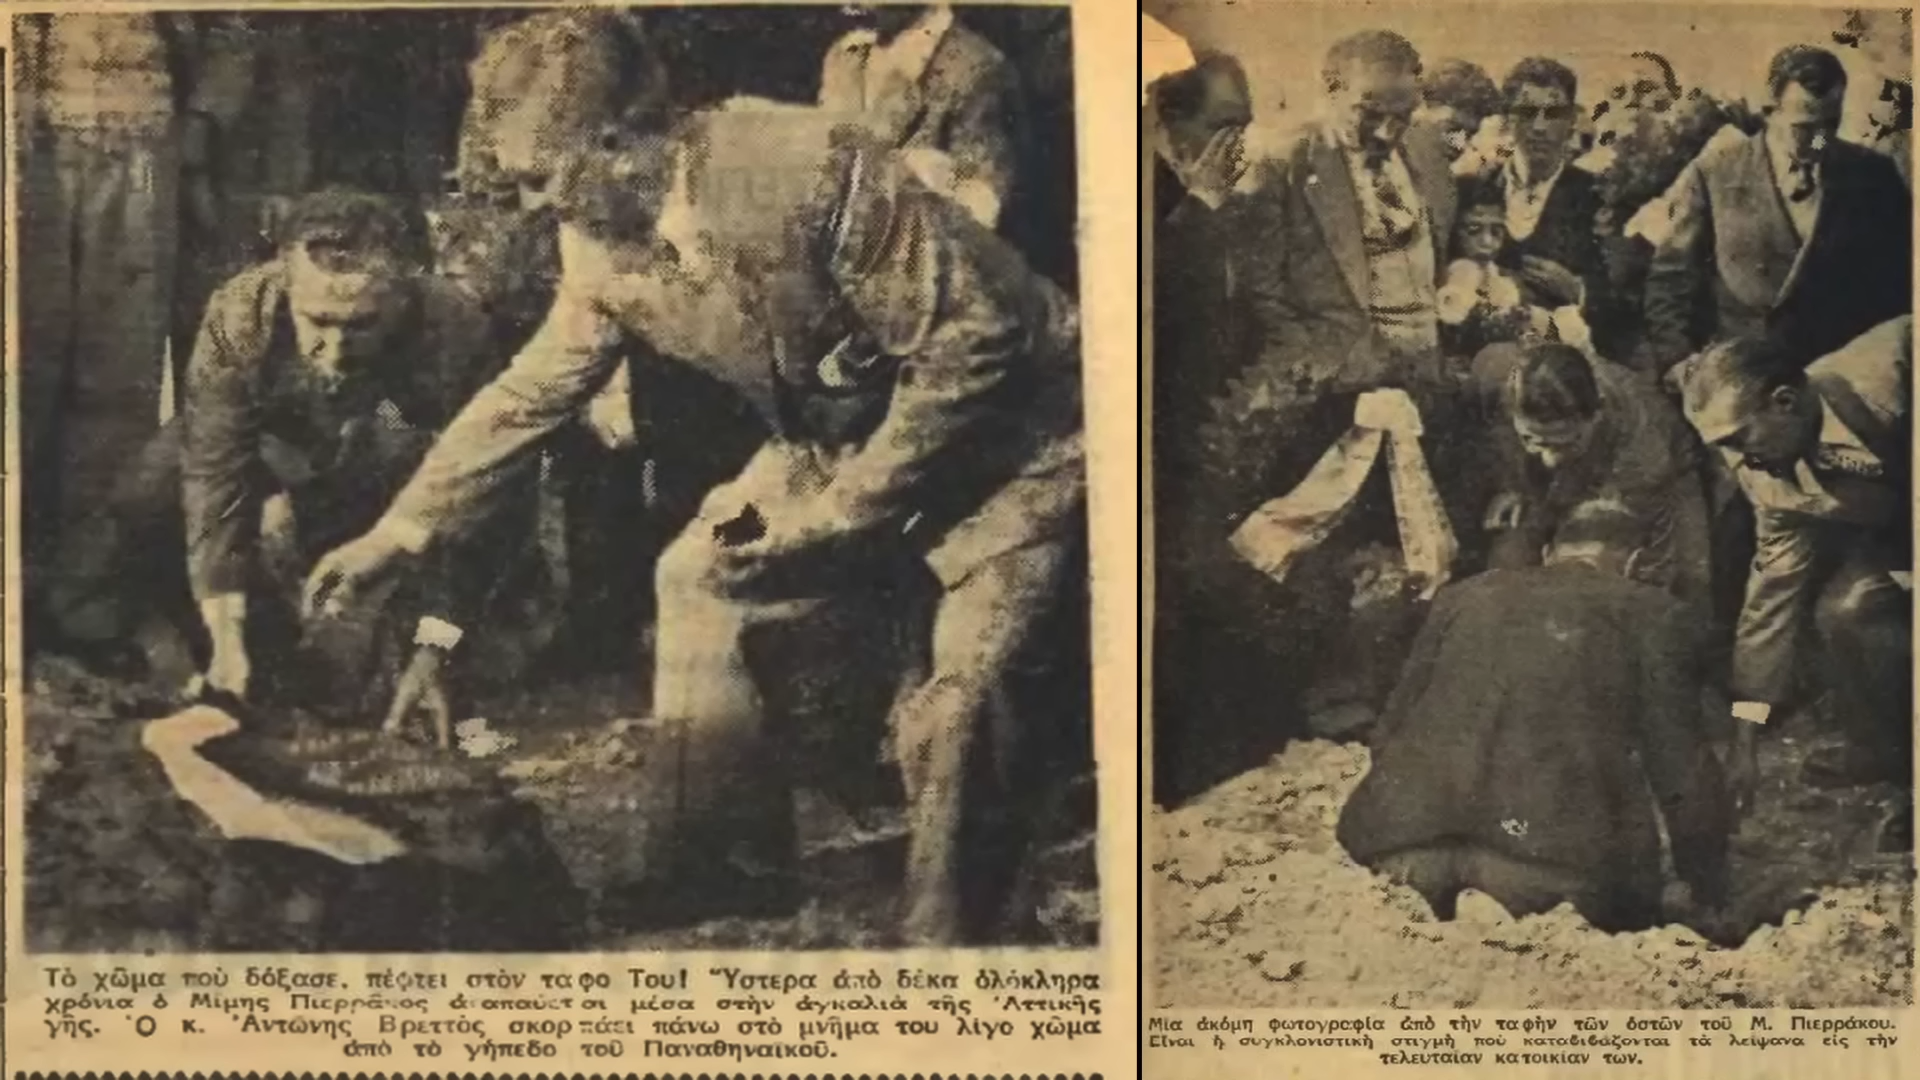 Τὸ χῶμα ποὺ δόξασε, πέφτει στὸν ταφο Του! Ὕστερα ἀπὸ δέκα ὁλόκληρα
χρόνια ὁ Μίμης Πιερρᾶκος ἀναπαύεται μέσα στὴν ἀγκαλιὰ τῆς Ἀττικῆς
γῆς. Ὁ κ. Ἀντώνης Βρεττὸς σκορπάει πάνω στὸ μνῆμα του λίγο χῶμα
ἀπὸ τὸ γήπεδο τοῦ Παναθηναϊκοῦ.
Μία ἀκόμη φωτογραφία ἀπὸ τὴν ταφὴν τῶν ὀστῶν τοῦ Μ. Πιερράκου.
Εἶναι ἡ συγκλονιστικὴ στιγμὴ ποὺ καταβιβάζονται τὰ λείψανα εἰς τὴν
τελευταίαν κατοικίαν των.